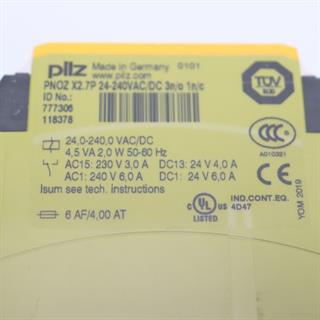 pilz Made in Germany 0101
www.pilz.com
PNOZ X2.7P 24-240VAC/DC 3n/o 1n/c
ID No.:
777306
118378
TÜV
24,0-240,0 VAC/DC
4,5 VA 2,0 W 50-60 Hz
AC15: 230 V 3,0 A DC13: 24 V 4,0 A
AC1: 240 V 6,0 A DC1: 24 V 6,0 A
Isum see tech. instructions
6 AF/4,00 AT
CCC
A010321
C UL US LISTED
IND.CONT.EQ.
4D47
YOM 2019